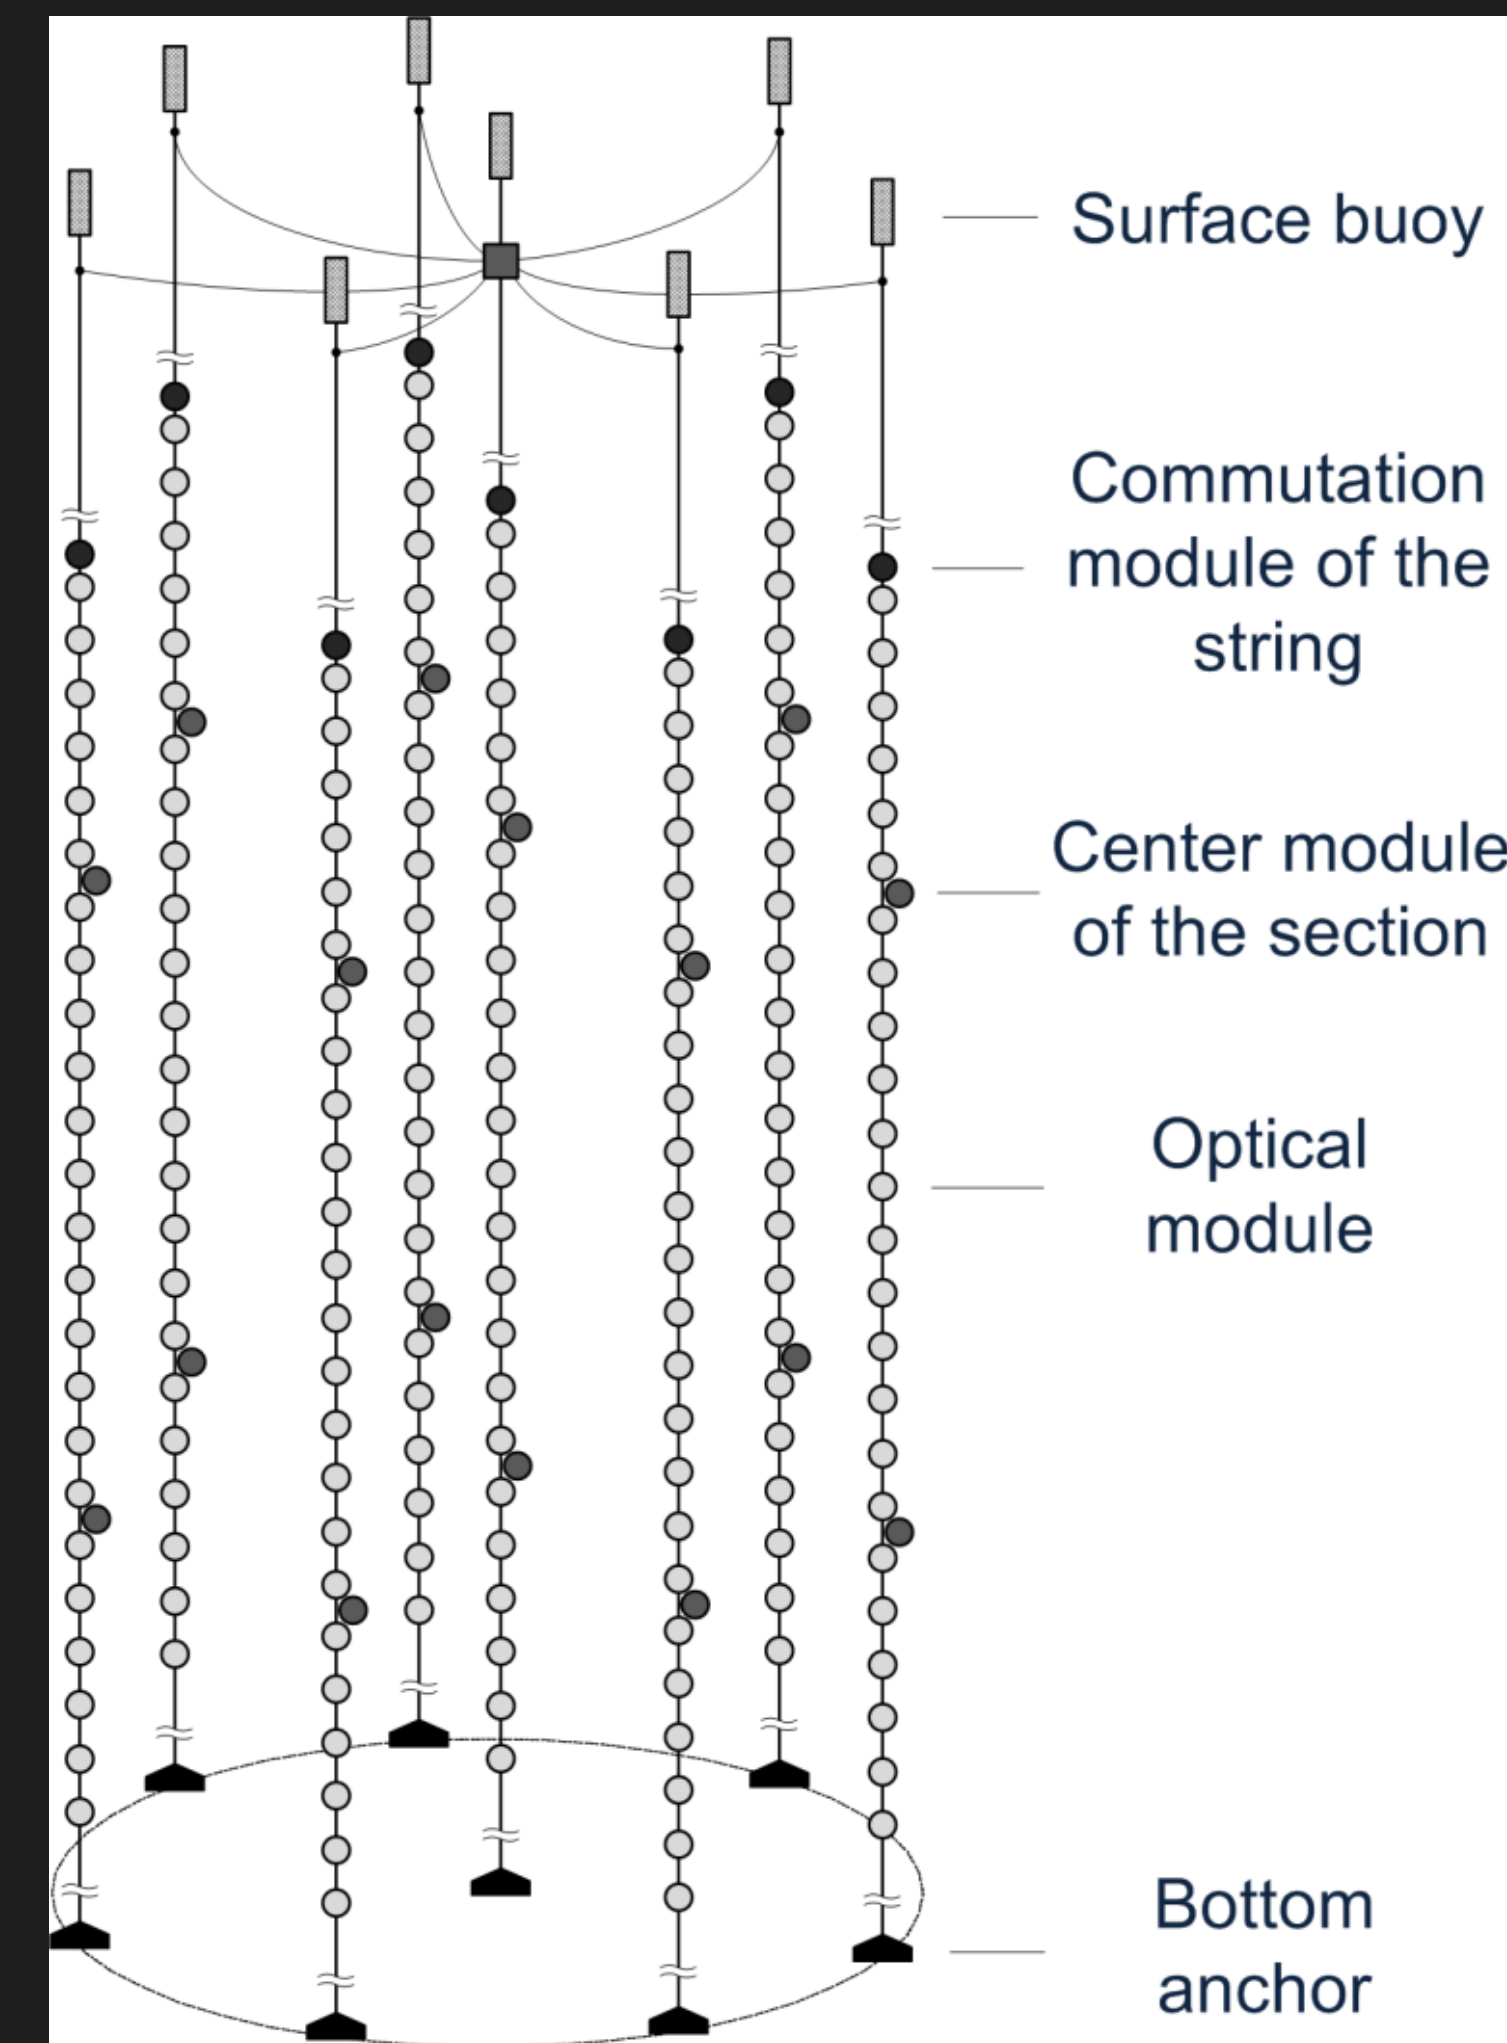 Surface buoy
Commutation
module of the
string
Center module
of the section
Optical
module
Bottom
anchor